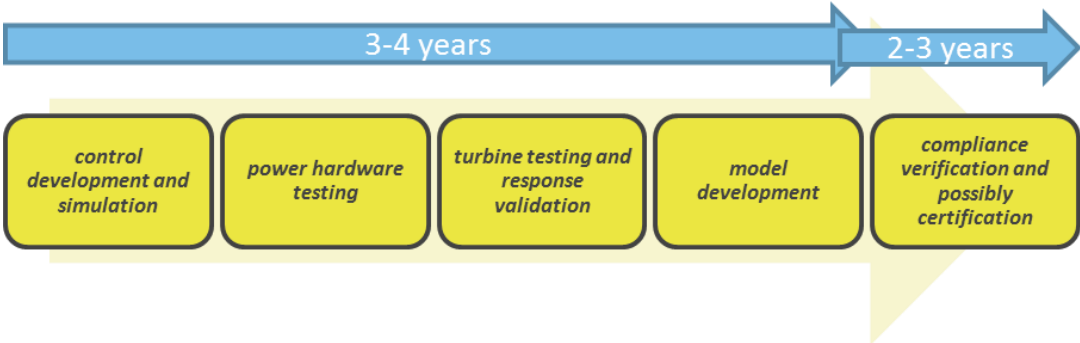 3-4 years
2-3 years
control
development and
simulation
power hardware
testing
turbine testing and
response
validation
model
development
compliance
verification and
possibly
certification